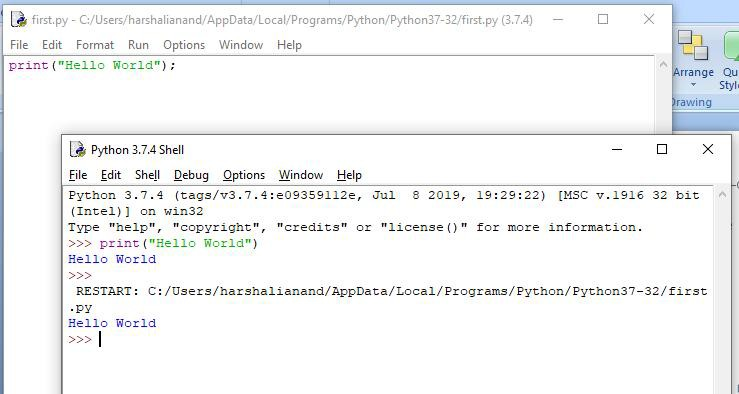 first.py - C:/Users/harshalianand/AppData/Local/Programs/Python/Python37-32/first.py (3.7.4)
File Edit Format Run Options Window Help
print("Hello World");
Arrange
Qu
Style
Drawing
Python 3.7.4 Shell
File Edit Shell Debug Options Window Help
Python 3.7.4 (tags/v3.7.4:e09359112e, Jul  8 2019, 19:29:22) [MSC v.1916 32 bit
(Intel)] on win32
Type "help", "copyright", "credits" or "license()" for more information.
>>> print("Hello World")
Hello World
>>>
 RESTART: C:/Users/harshalianand/AppData/Local/Programs/Python/Python37-32/first
.py
Hello World
>>>